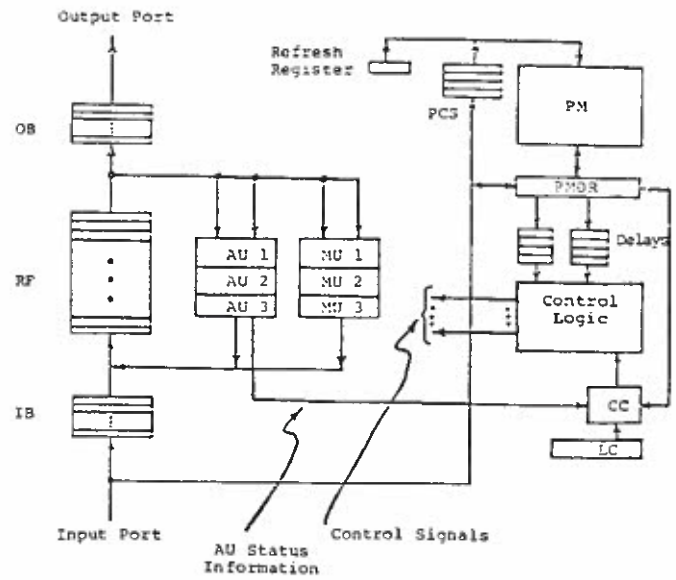 Output Port
Refresh
Register
OB
PCS
PM
PMDR
Delays
RF
AU 1
AU 2
AU 3
MU 1
MU 2
MU 3
Control
Logic
IB
CC
LC
Input Port
Control Signals
AU Status
Information